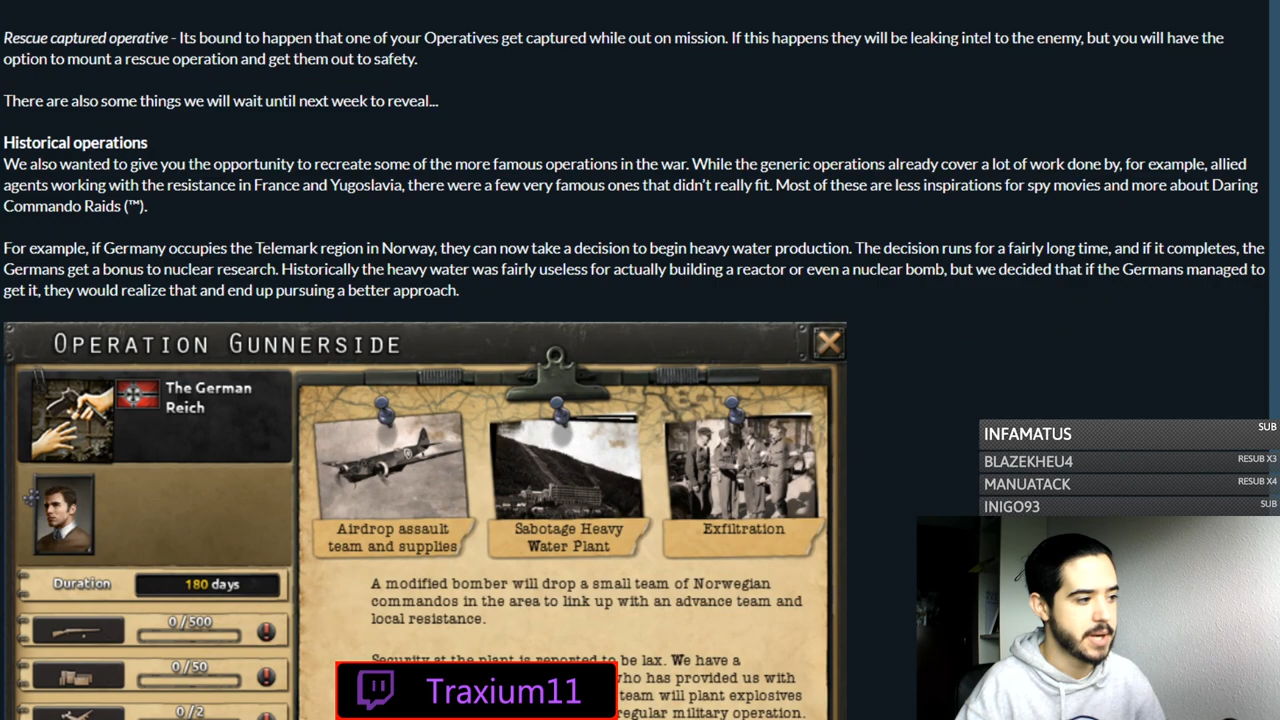 Rescue captured operative - Its bound to happen that one of your Operatives get captured while out on mission. If this happens they will be leaking intel to the enemy, but you will have the
option to mount a rescue operation and get them out to safety.
There are also some things we will wait until next week to reveal...
Historical operations
We also wanted to give you the opportunity to recreate some of the more famous operations in the war. While the generic operations already cover a lot of work done by, for example, allied
agents working with the resistance in France and Yugoslavia, there were a few very famous ones that didn't really fit. Most of these are less inspirations for spy movies and more about Daring
Commando Raids (™).
For example, if Germany occupies the Telemark region in Norway, they can now take a decision to begin heavy water production. The decision runs for a fairly long time, and if it completes, the
Germans get a bonus to nuclear research. Historically the heavy water was fairly useless for actually building a reactor or even a nuclear bomb, but we decided that if the Germans managed to
get it, they would realize that and end up pursuing a better approach.
OPERATION GUNNERSIDE
The German
Reich
Airdrop assault
team and supplies
Sabotage Heavy
Water Plant
Exfiltration
Duration
180 days
0/500
0/50
0/2
A modified bomber will drop a small team of Norwegian
commandos in the area to link up with an advance team and
local resistance.
Security at the plant is reported to be lax. We have a
who has provided us with
team will plant explosives
regular military operation.
INFAMATUS SUB
BLAZEKHEU4 RESUB X3
MANUATACK RESUB X4
INIGO93 SUB
Traxium11